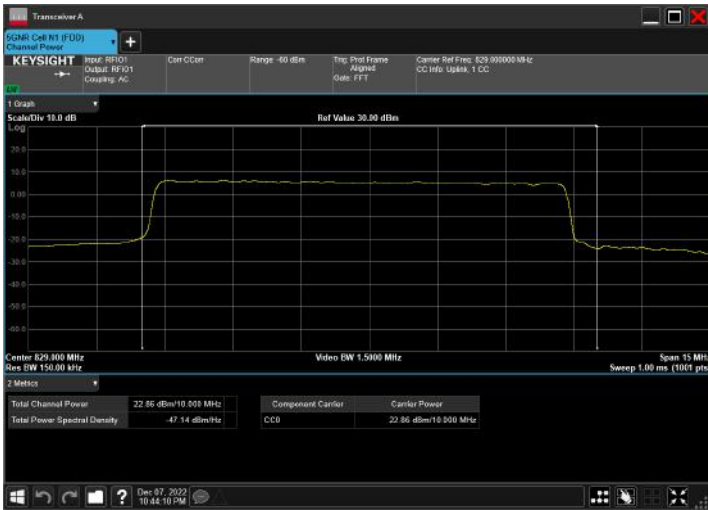 Transceiver A
5GNR Cell N1 (FDD)
Channel Power
+
KEYSIGHT
Input: RFIO1
Output: RFIO1
Coupling: AC
Corr CCorr
Range: -60 dBm
Trig: Prot Frame
Aligned
Gate: FFT
Carrier Ref Freq: 829.000000 MHz
CC Info: Uplink, 1 CC
1 Graph
Scale/Div 10.0 dB
Ref Value 30.00 dBm
Log
20.0
10.0
0.00
-10.0
-20.0
-30.0
-50.0
-60.0
Center 829.000 MHz
Video BW 1.5000 MHz
Span 15 MH
Res BW 150.00 kHz
Sweep 1.00 ms (1001 pts
2 Metrics
Total Channel Power 22.86 dBm/10.000 MHz
Total Power Spectral Density -47.14 dBm/Hz
Component Carrier Carrier Power
CC0 22.86 dBm/10.000 MHz
?
Dec 07, 2022
10:44:10 PM